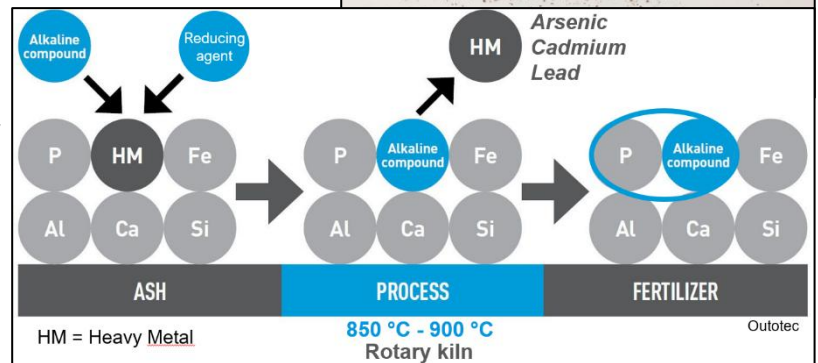 Alkaline
compound
Reducing
agent
HM
Arsenic
Cadmium
Lead
P HM Fe
Al Ca Si
P Alkaline
compound Fe
Al Ca Si
P Alkaline
compound Fe
Al Ca Si
ASH
PROCESS
FERTILIZER
HM = Heavy Metal
850 °C - 900 °C
Rotary kiln
Outotec